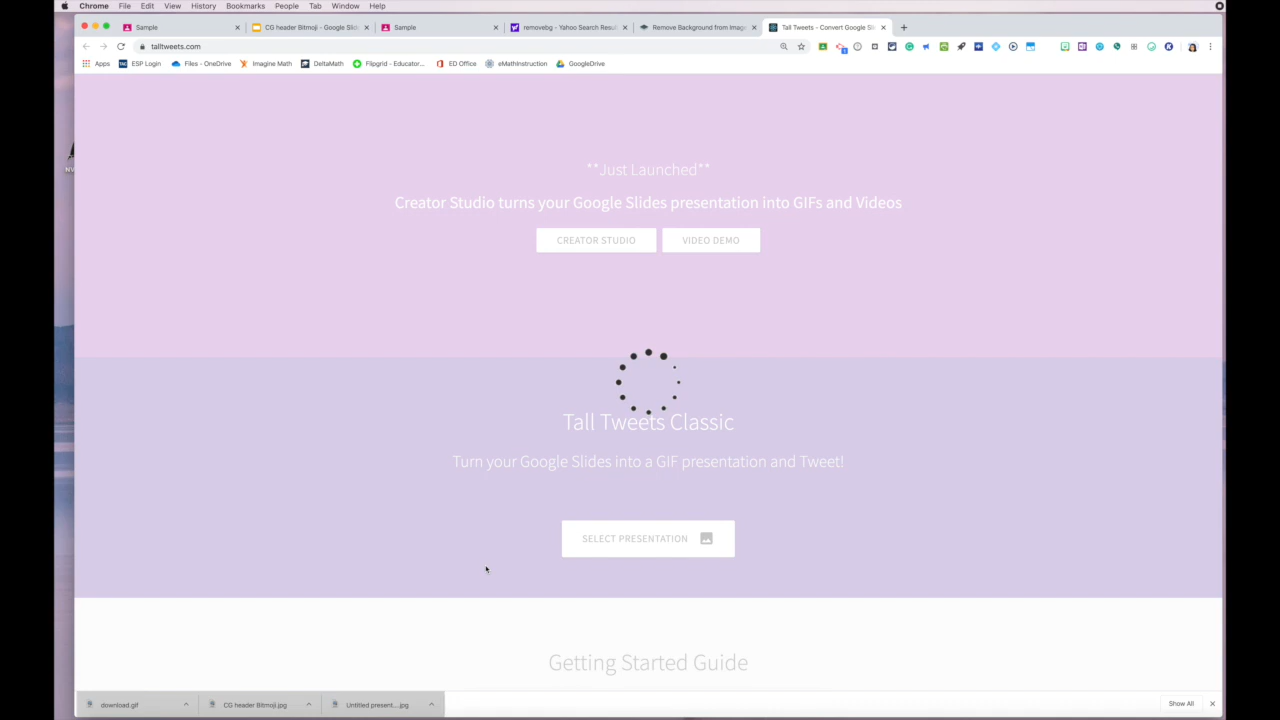 Chrome File Edit View History Bookmarks People Tab Window Help
Sample CG header Bitmoji - Google Slid Sample removebg - Yahoo Search Resul Remove Background from Image Tall Tweets - Convert Google Sli
talltweets.com
Apps ESP Login Files - OneDrive Imagine Math DeltaMath Flipgrid - Educator... ED Office eMathInstruction GoogleDrive
**Just Launched**
Creator Studio turns your Google Slides presentation into GIFs and Videos
CREATOR STUDIO VIDEO DEMO
Tall Tweets Classic
Turn your Google Slides into a GIF presentation and Tweet!
SELECT PRESENTATION
Getting Started Guide
download.gif CG header Bitmoji.jpg Untitled present....jpg Show All